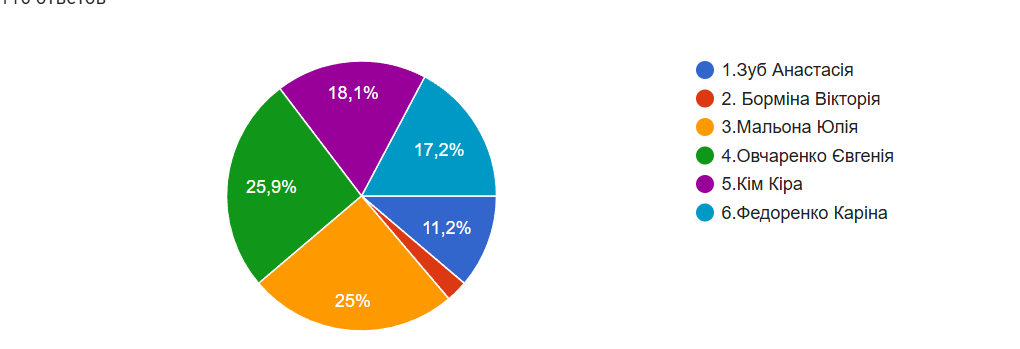 ответов
18,1%
17,2%
25,9%
11,2%
25%
1.Зуб Анастасія
2. Борміна Вікторія
3.Мальона Юлія
4.Овчаренко Євгенія
5.Кім Кіра
6.Федоренко Каріна